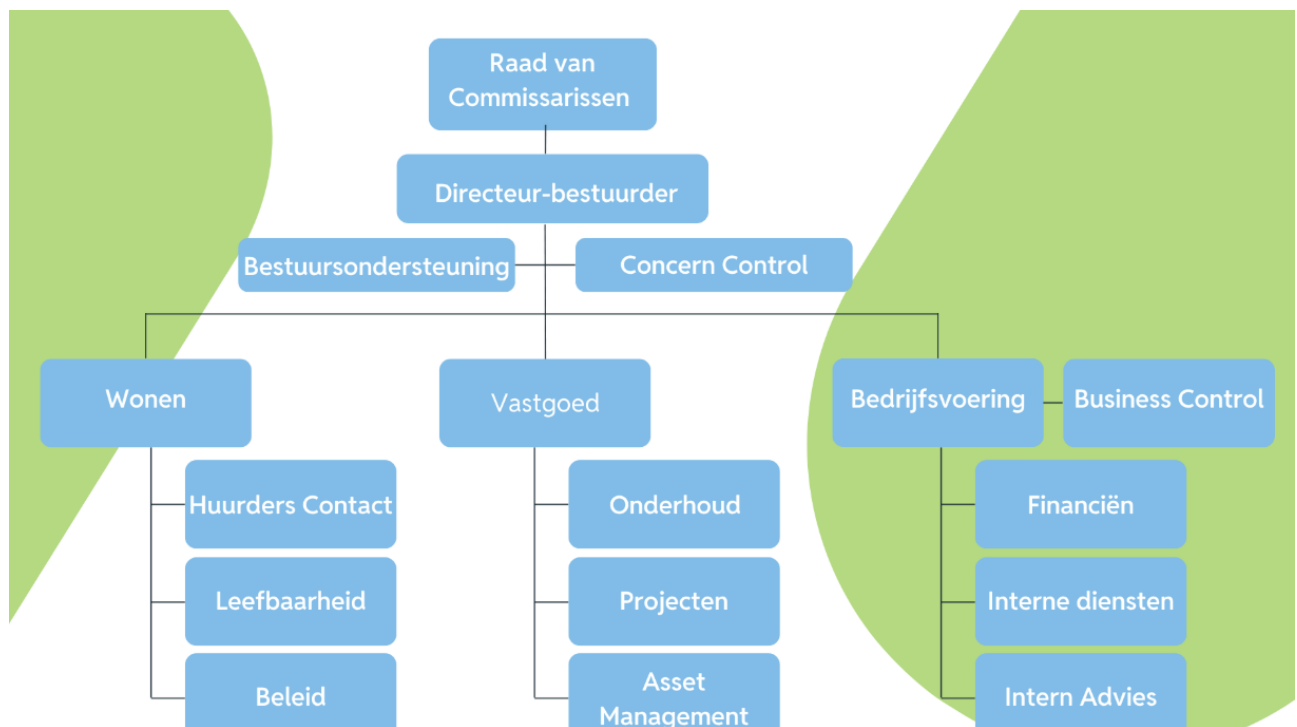 Raad van
Commissarissen
Directeur-bestuurder
Bestuursondersteuning
Concern Control
Wonen
Vastgoed
Bedrijfsvoering
Business Control
Huurders Contact
Onderhoud
Financiën
Leefbaarheid
Projecten
Interne diensten
Beleid
Asset
Management
Intern Advies